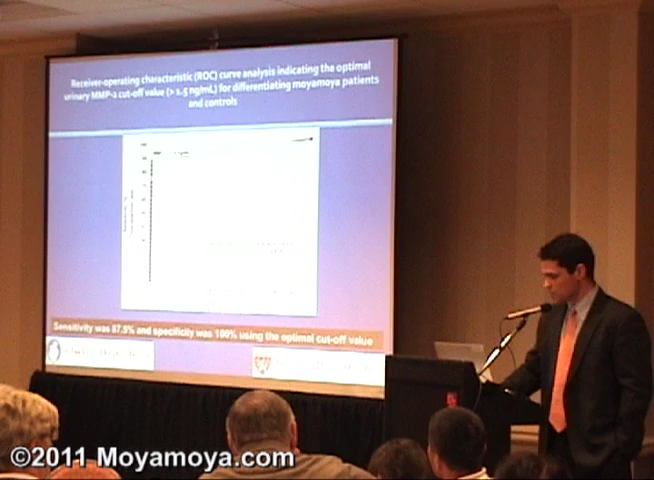 Receiver-operating characteristic (ROC) curve analysis indicating the optimal
urinary MMP-2 cut-off value (> 1.5 ng/mL) for differentiating moyamoya patients
and controls
Sensitivity was 87.5% and specificity was 100% using the optimal cut-off value
©2011 Moyamoya.com